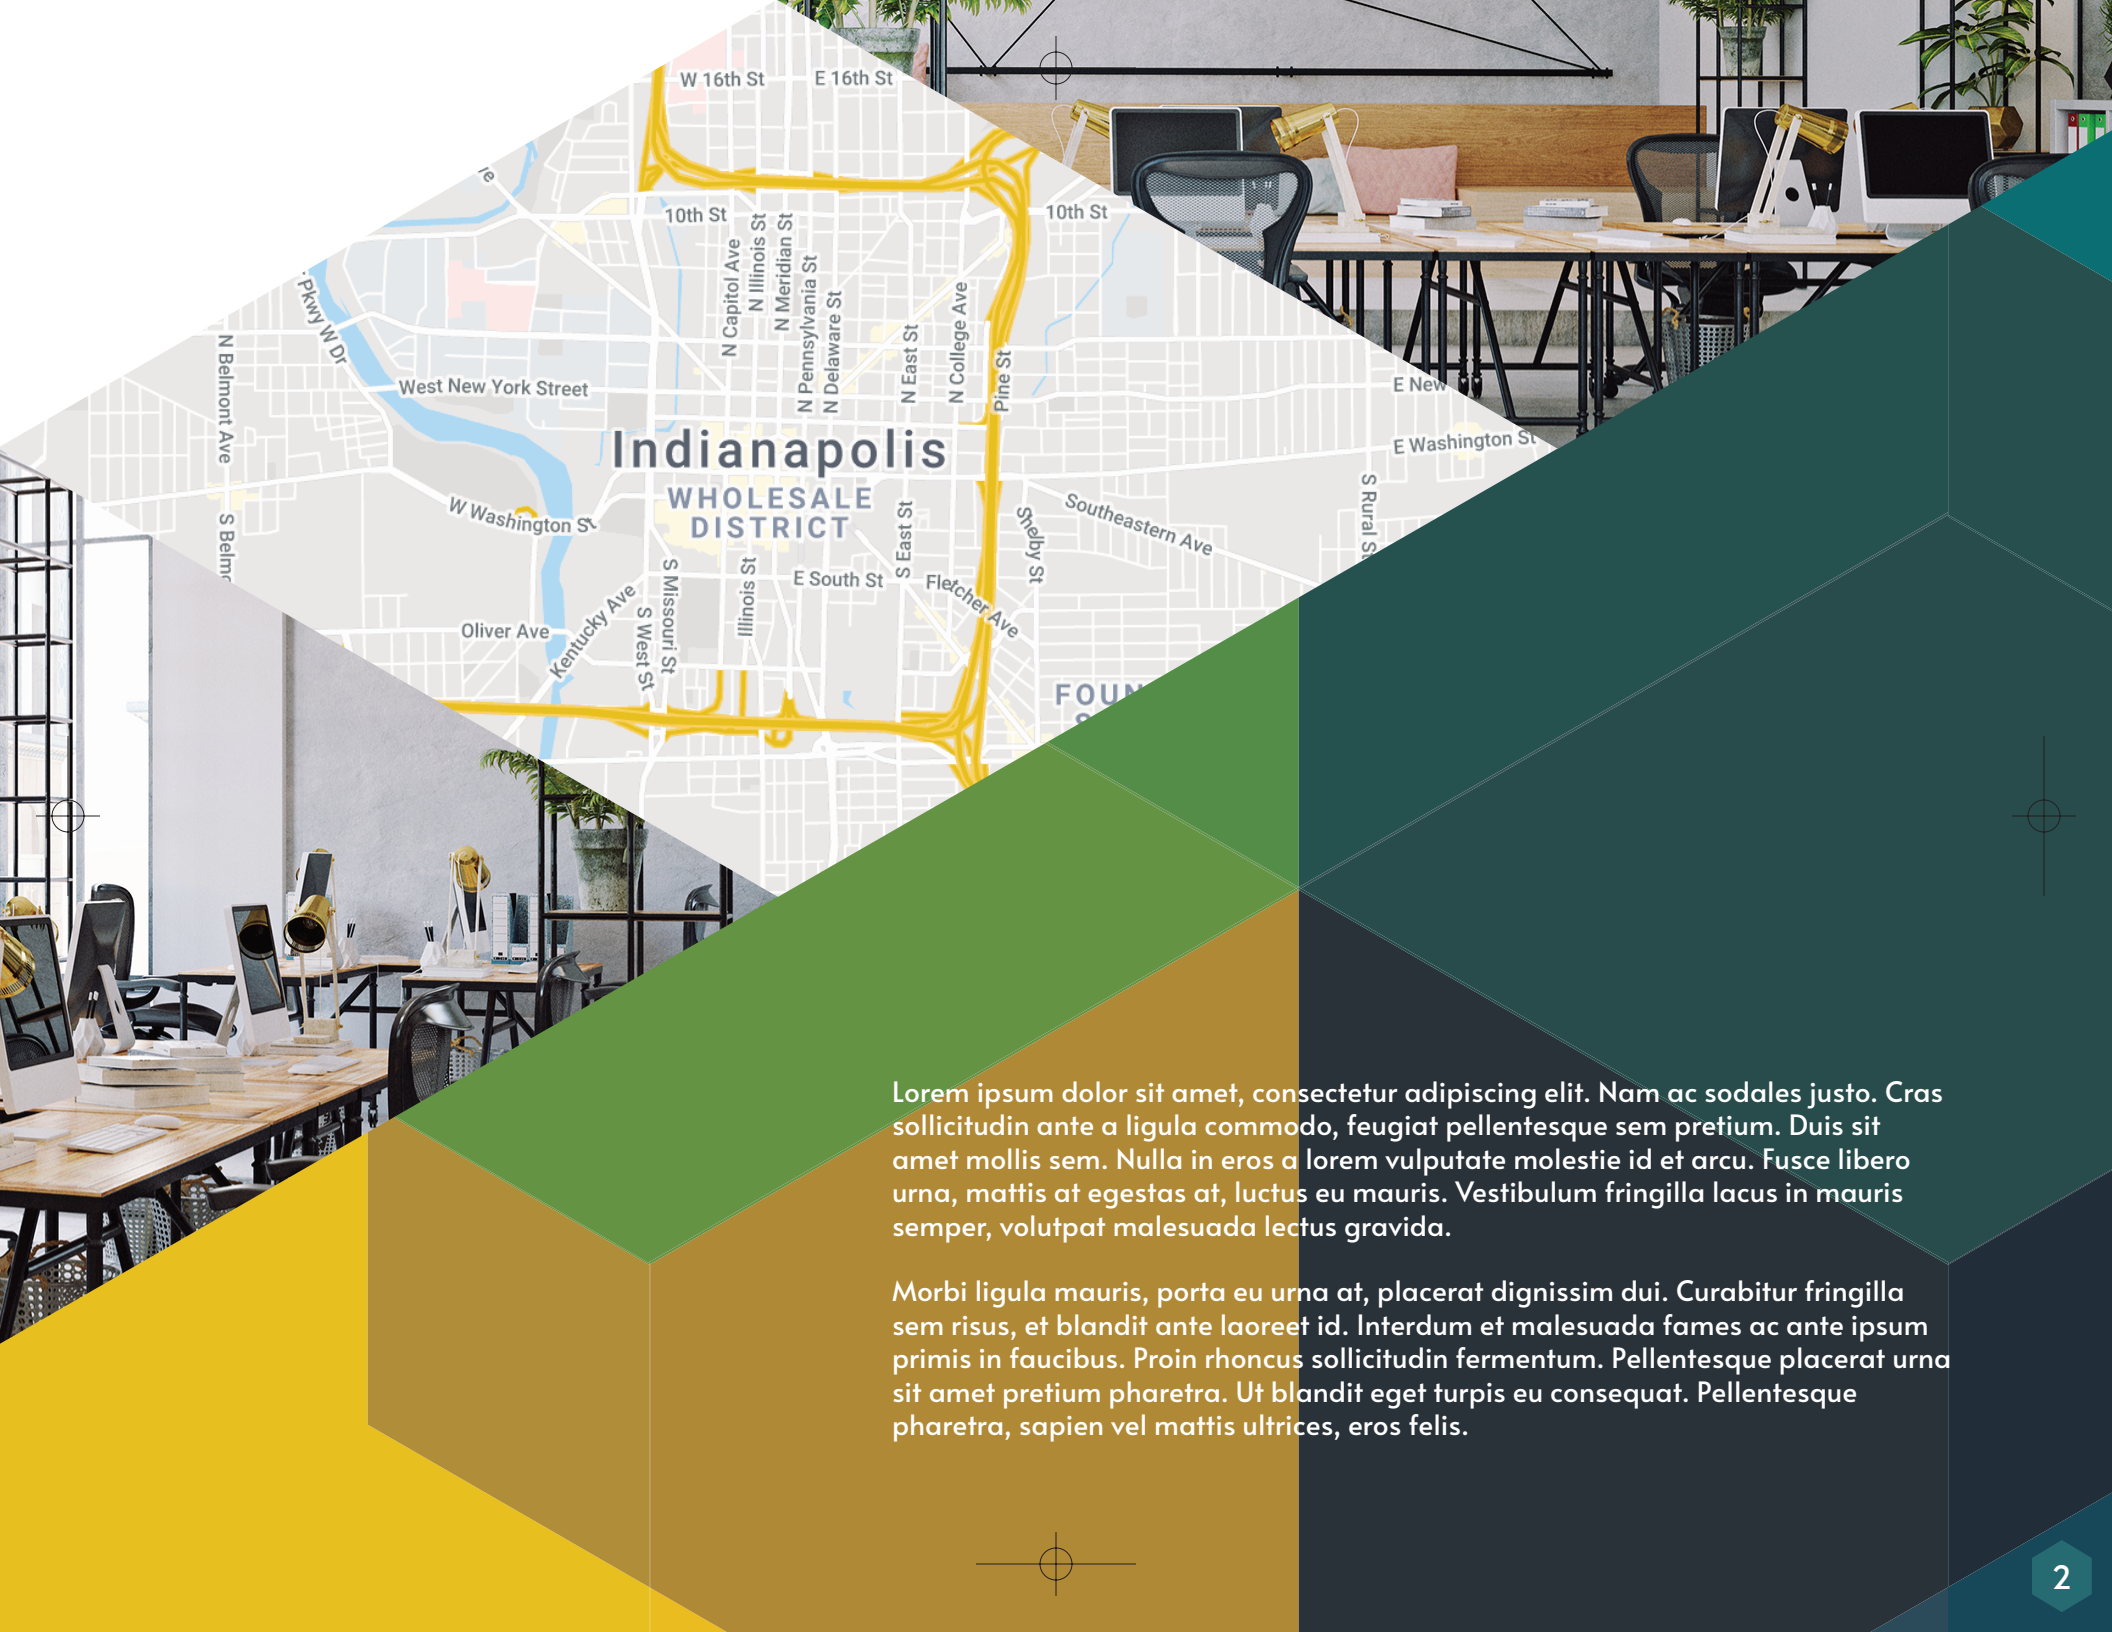 W 16th St
E 16th St
10th St
10th St
N Capitol Ave
N Illinois St
N Meridian St
N Pennsylvania St
N Delaware St
N East St
N College Ave
Pine St
Pkwy W Dr
N Belmont Ave
West New York Street
E New
Indianapolis
WHOLESALE
DISTRICT
E Washington St
W Washington St
S Belmo
S East St
Shelby St
Southeastern Ave
S Rural St
S Missouri St
Illinois St
E South St
Fletcher Ave
Kentucky Ave
S West St
Oliver Ave
FOUN
Lorem ipsum dolor sit amet, consectetur adipiscing elit. Nam ac sodales justo. Cras
sollicitudin ante a ligula commodo, feugiat pellentesque sem pretium. Duis sit
amet mollis sem. Nulla in eros a lorem vulputate molestie id et arcu. Fusce libero
urna, mattis at egestas at, luctus eu mauris. Vestibulum fringilla lacus in mauris
semper, volutpat malesuada lectus gravida.
Morbi ligula mauris, porta eu urna at, placerat dignissim dui. Curabitur fringilla
sem risus, et blandit ante laoreet id. Interdum et malesuada fames ac ante ipsum
primis in faucibus. Proin rhoncus sollicitudin fermentum. Pellentesque placerat urna
sit amet pretium pharetra. Ut blandit eget turpis eu consequat. Pellentesque
pharetra, sapien vel mattis ultrices, eros felis.
2